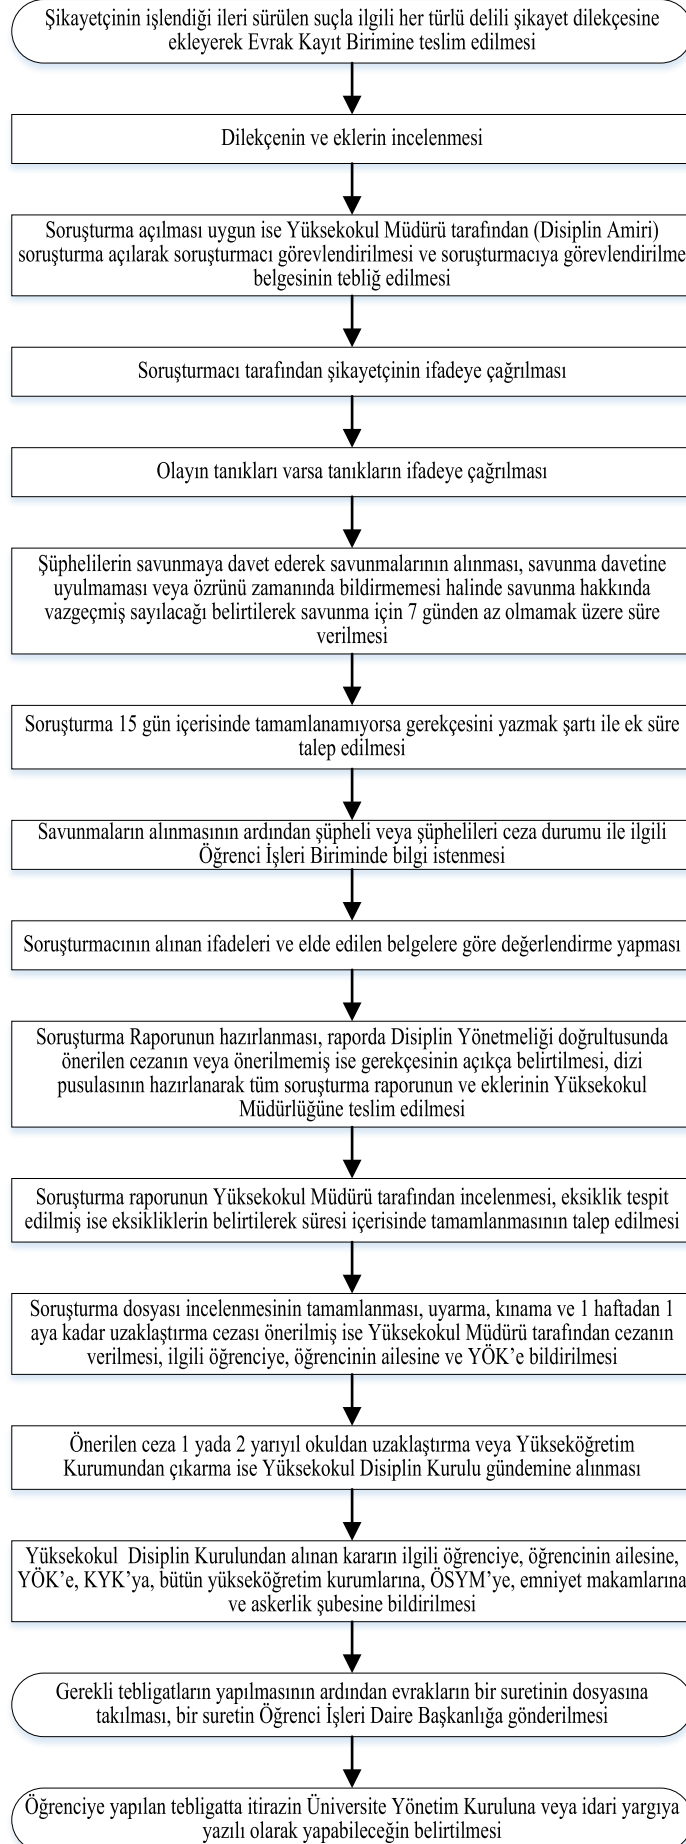 Şikayetçinin işlendiği ileri sürülen suçla ilgili her türlü delili şikayet dilekçesine
ekleyerek Evrak Kayıt Birimine teslim edilmesi
Dilekçenin ve eklerin incelenmesi
Soruşturma açılması uygun ise Yüksekokul Müdürü tarafından (Disiplin Amiri)
soruşturma açılarak soruşturmacı görevlendirilmesi ve soruşturmacıya görevlendirilme
belgesinin tebliğ edilmesi
Soruşturmacı tarafından şikayetçinin ifadeye çağrılması
Olayın tanıkları varsa tanıkların ifadeye çağrılması
Şüphelilerin savunmaya davet ederek savunmalarının alınması, savunma davetine
uyulmaması veya özrünü zamanında bildirmemesi halinde savunma hakkında
vazgeçmiş sayılacağı belirtilerek savunma için 7 günden az olmamak üzere süre
verilmesi
Soruşturma 15 gün içerisinde tamamlanamıyorsa gerekçesini yazmak şartı ile ek süre
talep edilmesi
Savunmaların alınmasının ardından şüpheli veya şüphelileri ceza durumu ile ilgili
Öğrenci İşleri Biriminde bilgi istenmesi
Soruşturmacının alınan ifadeleri ve elde edilen belgelere göre değerlendirme yapması
Soruşturma Raporunun hazırlanması, raporda Disiplin Yönetmeliği doğrultusunda
önerilen cezanın veya önerilmemiş ise gerekçesinin açıkça belirtilmesi, dizi
pusulasının hazırlanarak tüm soruşturma raporunun ve eklerinin Yüksekokul
Müdürlüğüne teslim edilmesi
Soruşturma raporunun Yüksekokul Müdürü tarafından incelenmesi, eksiklik tespit
edilmiş ise eksikliklerin belirtilerek süresi içerisinde tamamlanmasının talep edilmesi
Soruşturma dosyası incelenmesinin tamamlanması, uyarma, kınama ve 1 haftadan 1
aya kadar uzaklaştırma cezası önerilmiş ise Yüksekokul Müdürü tarafından cezanın
verilmesi, ilgili öğrenciye, öğrencinin ailesine ve YÖK’e bildirilmesi
Önerilen ceza 1 yada 2 yarıyıl okuldan uzaklaştırma veya Yükseköğretim
Kurumundan çıkarma ise Yüksekokul Disiplin Kurulu gündemine alınması
Yüksekokul Disiplin Kurulundan alınan kararın ilgili öğrenciye, öğrencinin ailesine,
YÖK’e, KYK’ya, bütün yükseköğretim kurumlarına, ÖSYM’ye, emniyet makamlarına
ve askerlik şubesine bildirilmesi
Gerekli tebligatların yapılmasının ardından evrakların bir suretinin dosyasına
takılması, bir suretin Öğrenci İşleri Daire Başkanlığa gönderilmesi
Öğrenciye yapılan tebligatta itirazin Üniversite Yönetim Kuruluna veya idari yargıya
yazılı olarak yapabileceğin belirtilmesi